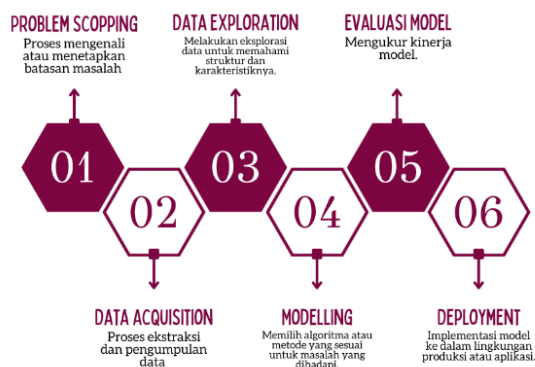 PROBLEM SCOPPING
Proses mengenali
atau menetapkan
batasan masalah
DATA EXPLORATION
Melakukan eksplorasi
data untuk memahami
struktur dan
karakteristiknya.
EVALUASI MODEL
Mengukur kinerja
model.
01
02
03
04
05
06
DATA ACQUISITION
Proses ekstraksi
dan pengumpulan
data
MODELLING
Memilih algoritma atau
metode yang sesuai
untuk masalah yang
dihadapi.
DEPLOYMENT
Implementasi model
ke dalam lingkungan
produksi atau aplikasi.